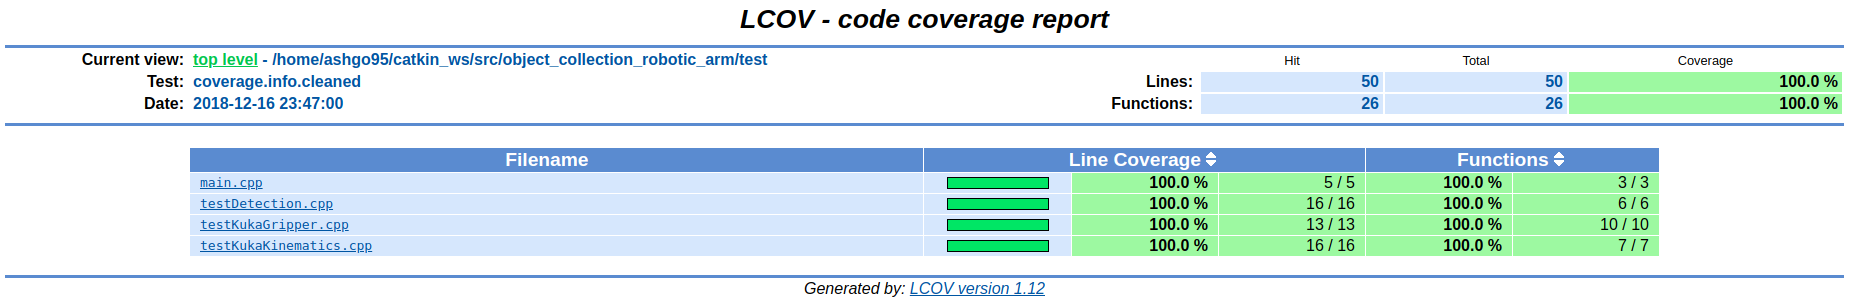 LCOV - code coverage report
Current view: top level - /home/ashgo95/catkin_ws/src/object_collection_robotic_arm/test Hit Total Coverage
Test: coverage.info.cleaned Lines: 50 50 100.0 %
Date: 2018-12-16 23:47:00 Functions: 26 26 100.0 %
Filename Line Coverage Functions
main.cpp 100.0 % 5 / 5 100.0 % 3 / 3
testDetection.cpp 100.0 % 16 / 16 100.0 % 6 / 6
testKukaGripper.cpp 100.0 % 13 / 13 100.0 % 10 / 10
testKukaKinematics.cpp 100.0 % 16 / 16 100.0 % 7 / 7
Generated by: LCOV version 1.12